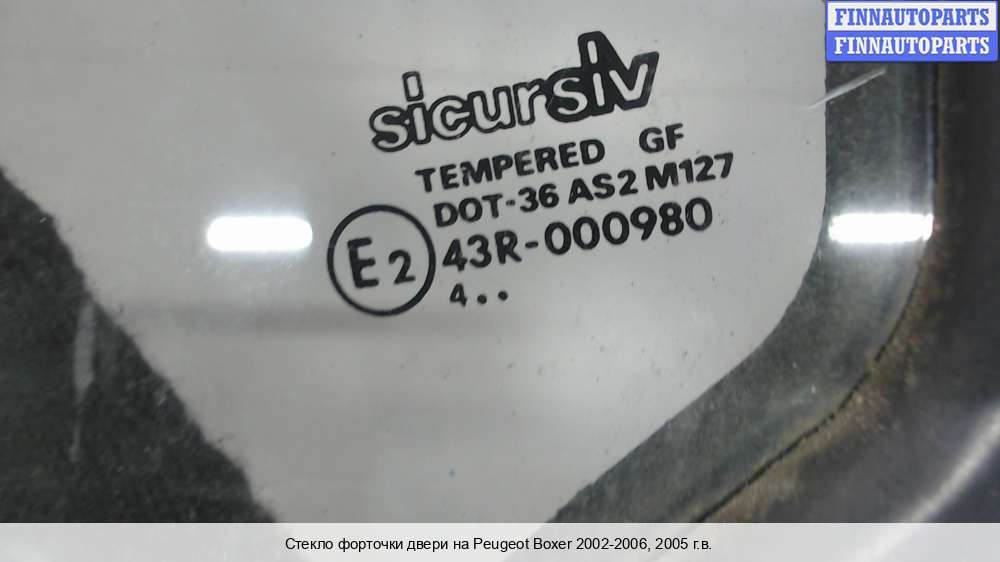 FINNAUTOPARTS
FINNAUTOPARTS
sicursiv
TEMPERED GF
DOT-36 AS2 M127
E2 43R-000980
4..
Стекло форточки двери на Peugeot Boxer 2002-2006, 2005 г.в.